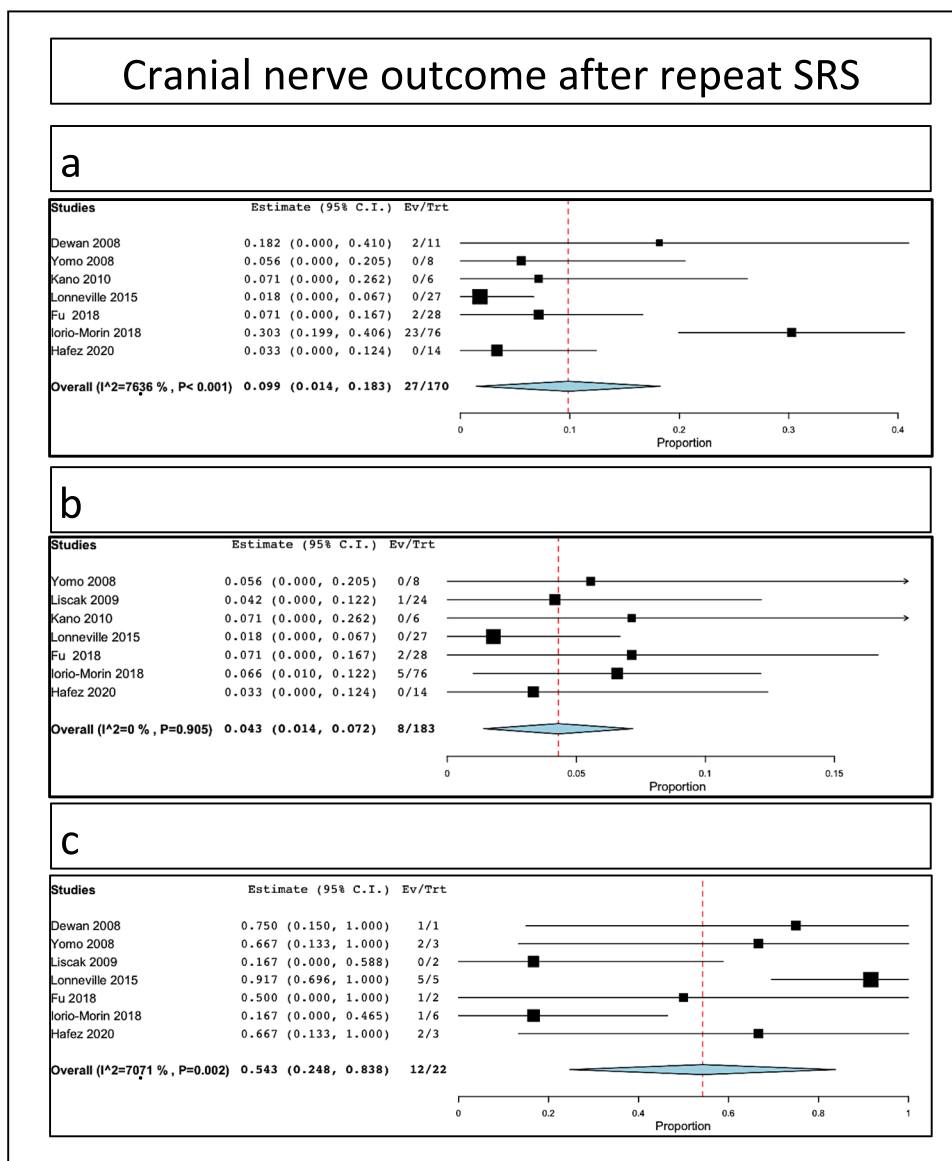 Cranial nerve outcome after repeat SRS
a
Studies Estimate (95% C.I.) Ev/Trt
Dewan 2008 0.182 (0.000, 0.410) 2/11
Yomo 2008 0.056 (0.000, 0.205) 0/8
Kano 2010 0.071 (0.000, 0.262) 0/6
Lonneville 2015 0.018 (0.000, 0.067) 0/27
Fu 2018 0.071 (0.000, 0.167) 2/28
Iorio-Morin 2018 0.303 (0.199, 0.406) 23/76
Hafez 2020 0.033 (0.000, 0.124) 0/14
Overall (I^2=7636 % , P< 0.001) 0.099 (0.014, 0.183) 27/170
0 0.1 0.2 0.3 0.4
Proportion
b
Studies Estimate (95% C.I.) Ev/Trt
Yomo 2008 0.056 (0.000, 0.205) 0/8
Liscak 2009 0.042 (0.000, 0.122) 1/24
Kano 2010 0.071 (0.000, 0.262) 0/6
Lonneville 2015 0.018 (0.000, 0.067) 0/27
Fu 2018 0.071 (0.000, 0.167) 2/28
Iorio-Morin 2018 0.066 (0.010, 0.122) 5/76
Hafez 2020 0.033 (0.000, 0.124) 0/14
Overall (I^2=0 % , P=0.905) 0.043 (0.014, 0.072) 8/183
0 0.05 0.1 0.15
Proportion
c
Studies Estimate (95% C.I.) Ev/Trt
Dewan 2008 0.750 (0.150, 1.000) 1/1
Yomo 2008 0.667 (0.133, 1.000) 2/3
Liscak 2009 0.167 (0.000, 0.588) 0/2
Lonneville 2015 0.917 (0.696, 1.000) 5/5
Fu 2018 0.500 (0.000, 1.000) 1/2
Iorio-Morin 2018 0.167 (0.000, 0.465) 1/6
Hafez 2020 0.667 (0.133, 1.000) 2/3
Overall (I^2=7071 % , P=0.002) 0.543 (0.248, 0.838) 12/22
0 0.2 0.4 0.6 0.8 1
Proportion